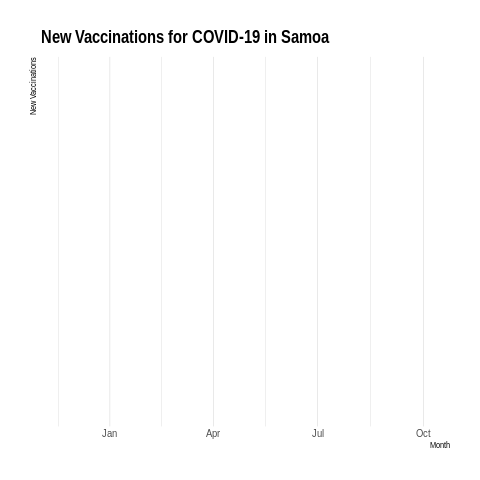 New Vaccinations for COVID-19 in Samoa
New Vaccinations
Jan Apr Jul Oct
Month